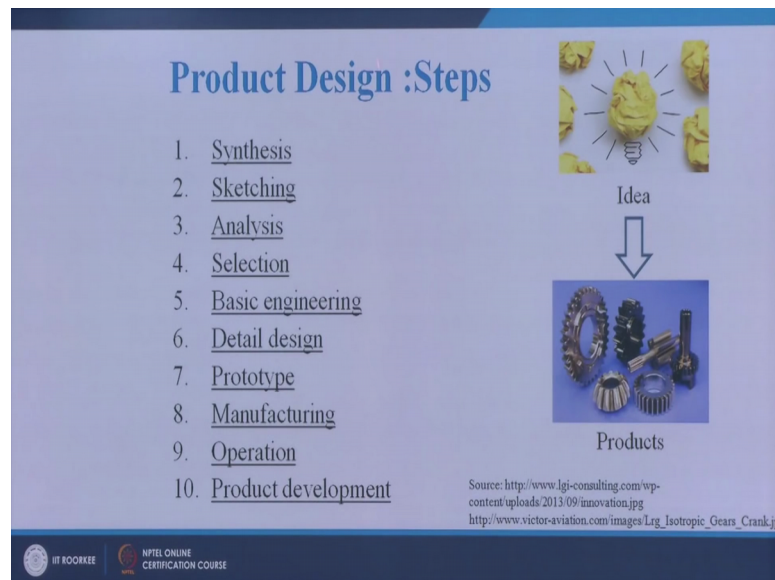 Product Design :Steps
1. Synthesis
2. Sketching
3. Analysis
4. Selection
5. Basic engineering
6. Detail design
7. Prototype
8. Manufacturing
9. Operation
10. Product development
Idea
Products
Source: http://www.lgi-consulting.com/wp-
content/uploads/2013/09/innovation.jpg
http://www.victor-aviation.com/images/Lrg_Isotropic_Gears_Crank.j
IIT ROORKEE
NPTEL
NPTEL ONLINE
CERTIFICATION COURSE